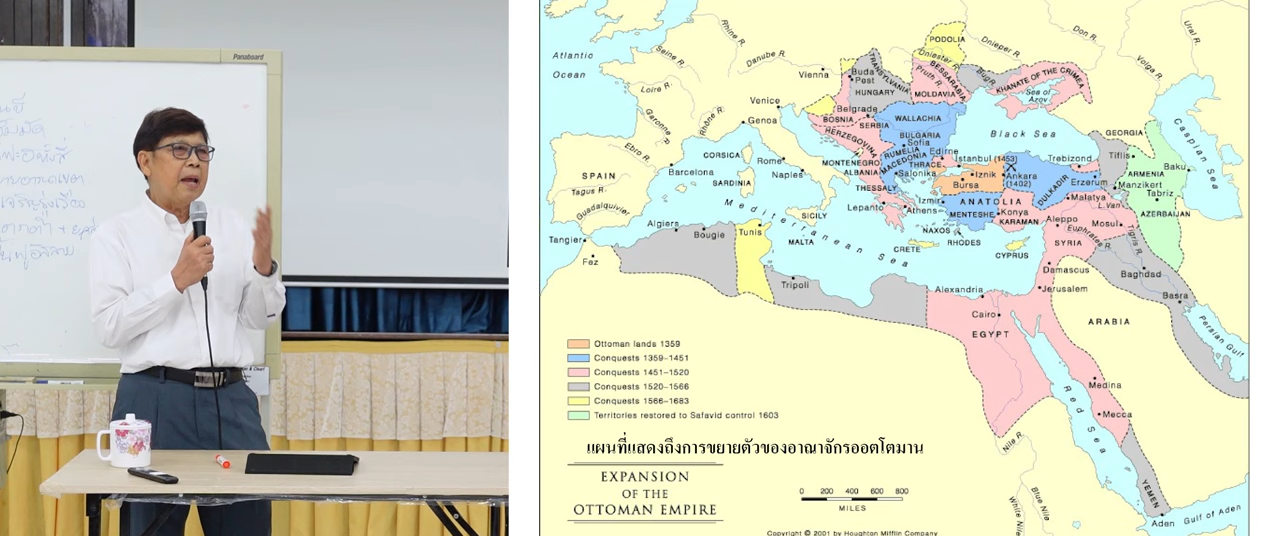 Panaboard
Atlantic
Ocean
Seine R.
Loire R.
Garonne R.
Rhône R.
Rhine R.
Danube R.
Vienna
Venice
Genoa
Ebro R.
Barcelona
SPAIN
Tagus R.
Guadalquivir
CORSICA
SARDINIA
Rome
Naples
SICILY
MALTA
Mediterranean Sea
Algiers
Bougie
Tunis
Tangier
Fez
Tripoli
PODOLIA
Dniester R.
Dnieper R.
Don R.
Volga R.
Ural R.
Buda
Pest
TRANSYLVANIA
HUNGARY
Pruth R.
BESSARABIA
Bug R.
MOLDAVIA
KHANATE OF THE CRIMEA
Sea of
Azov
Belgrade
BOSNIA
SERBIA
HERZEGOVINA
WALLACHIA
BULGARIA
Sofia
RUMELIA
MACEDONIA
THRACE
Edirne
MONTENEGRO
ALBANIA
Salonika
THESSALY
Lepanto
Athens
Black Sea
Istanbul (1453)
Iznik
Bursa
Ankara
(1402)
Trebizond
Izmir
ANATOLIA
MENTESHE
Konya
KARAMAN
DULKADIR
Erzerum
Malatya
L. Van
NAXOS
RHODES
CRETE
CYPRUS
GEORGIA
Tiflis
ARMENIA
Manzikert
Tabriz
Baku
AZERBAIJAN
Caspian Sea
Aleppo
Mosul
SYRIA
Euphrates R.
Tigris R.
Damascus
Baghdad
Jerusalem
Basra
Persian Gulf
Alexandria
Cairo
EGYPT
ARABIA
Medina
Mecca
Red Sea
Nile R.
White Nile
Blue Nile
YEMEN
Aden
Gulf of Aden
Ottoman lands 1359
Conquests 1359–1451
Conquests 1451–1520
Conquests 1520–1566
Conquests 1566–1683
Territories restored to Safavid control 1603
แผนที่แสดงถึงการขยายตัวของอาณาจักรออตโตมาน
EXPANSION
OF THE
OTTOMAN EMPIRE
0 200 400 600 800
MILES
Copyright © 2001 by Houghton Mifflin Company